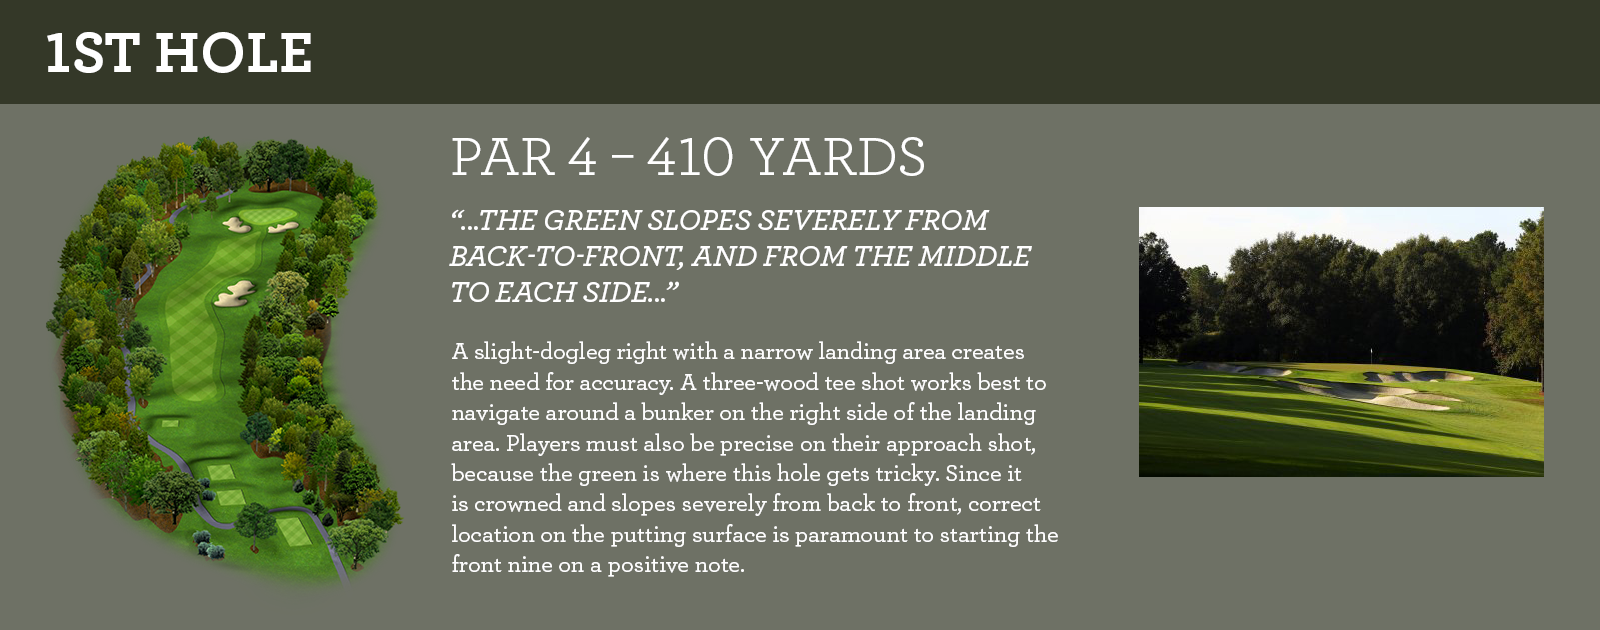 1ST HOLE
PAR 4 – 410 YARDS
“...THE GREEN SLOPES SEVERELY FROM
BACK-TO-FRONT, AND FROM THE MIDDLE
TO EACH SIDE...”
A slight-dogleg right with a narrow landing area creates
the need for accuracy. A three-wood tee shot works best to
navigate around a bunker on the right side of the landing
area. Players must also be precise on their approach shot,
because the green is where this hole gets tricky. Since it
is crowned and slopes severely from back to front, correct
location on the putting surface is paramount to starting the
front nine on a positive note.